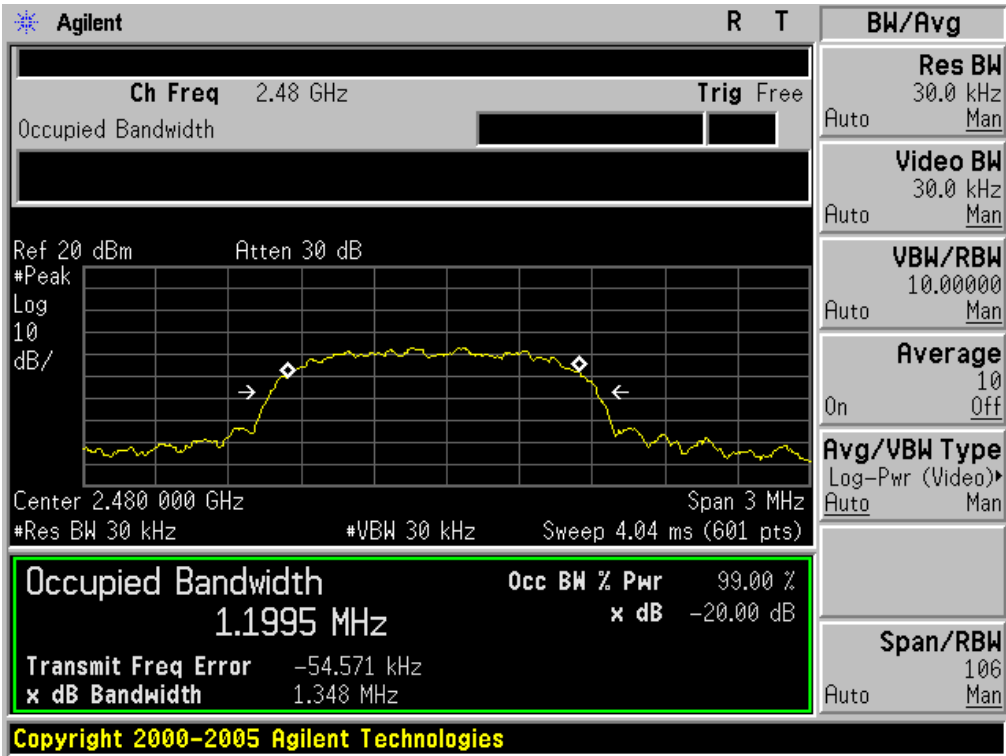 Agilent R T
Ch Freq 2.48 GHz Trig Free
Occupied Bandwidth
Ref 20 dBm Atten 30 dB
#Peak
Log
10
dB/
Center 2.480 000 GHz Span 3 MHz
#Res BW 30 kHz #VBW 30 kHz Sweep 4.04 ms (601 pts)
Occupied Bandwidth Occ BW % Pwr 99.00 %
1.1995 MHz x dB -20.00 dB
Transmit Freq Error -54.571 kHz
x dB Bandwidth 1.348 MHz
Copyright 2000-2005 Agilent Technologies
BW/Avg
Res BW
30.0 kHz
Auto Man
Video BW
30.0 kHz
Auto Man
VBW/RBW
10.00000
Auto Man
Average
10
On Off
Avg/VBW Type
Log-Pwr (Video)▸
Auto Man
Span/RBW
106
Auto Man